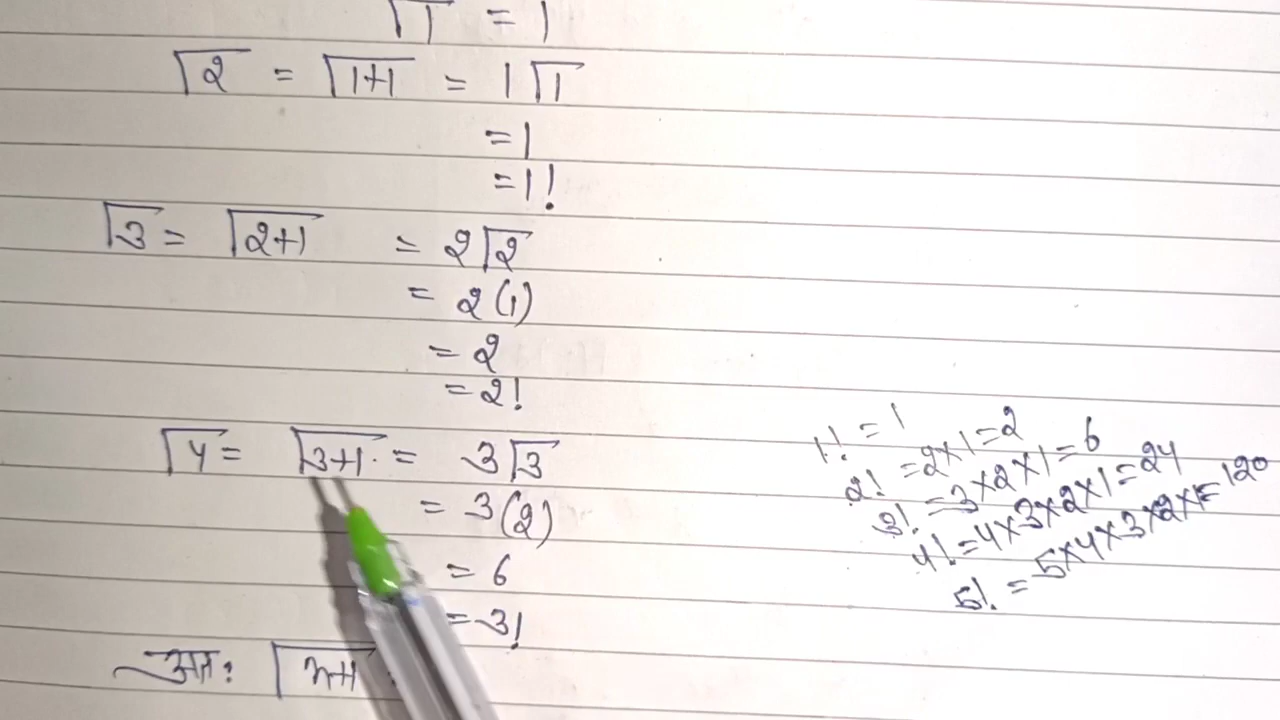 Γ1 = 1
Γ2 = Γ1+1 = 1Γ1
= 1
= 1!
Γ3 = Γ2+1 = 2Γ2
= 2(1)
= 2
= 2!
Γ4 = Γ3+1 = 3Γ3
= 3(2)
= 6
= 3!
अतः Γn+1
1! = 1
2! = 2×1=2
3! = 3×2×1=6
4! = 4×3×2×1=24
5! = 5×4×3×2×1=120